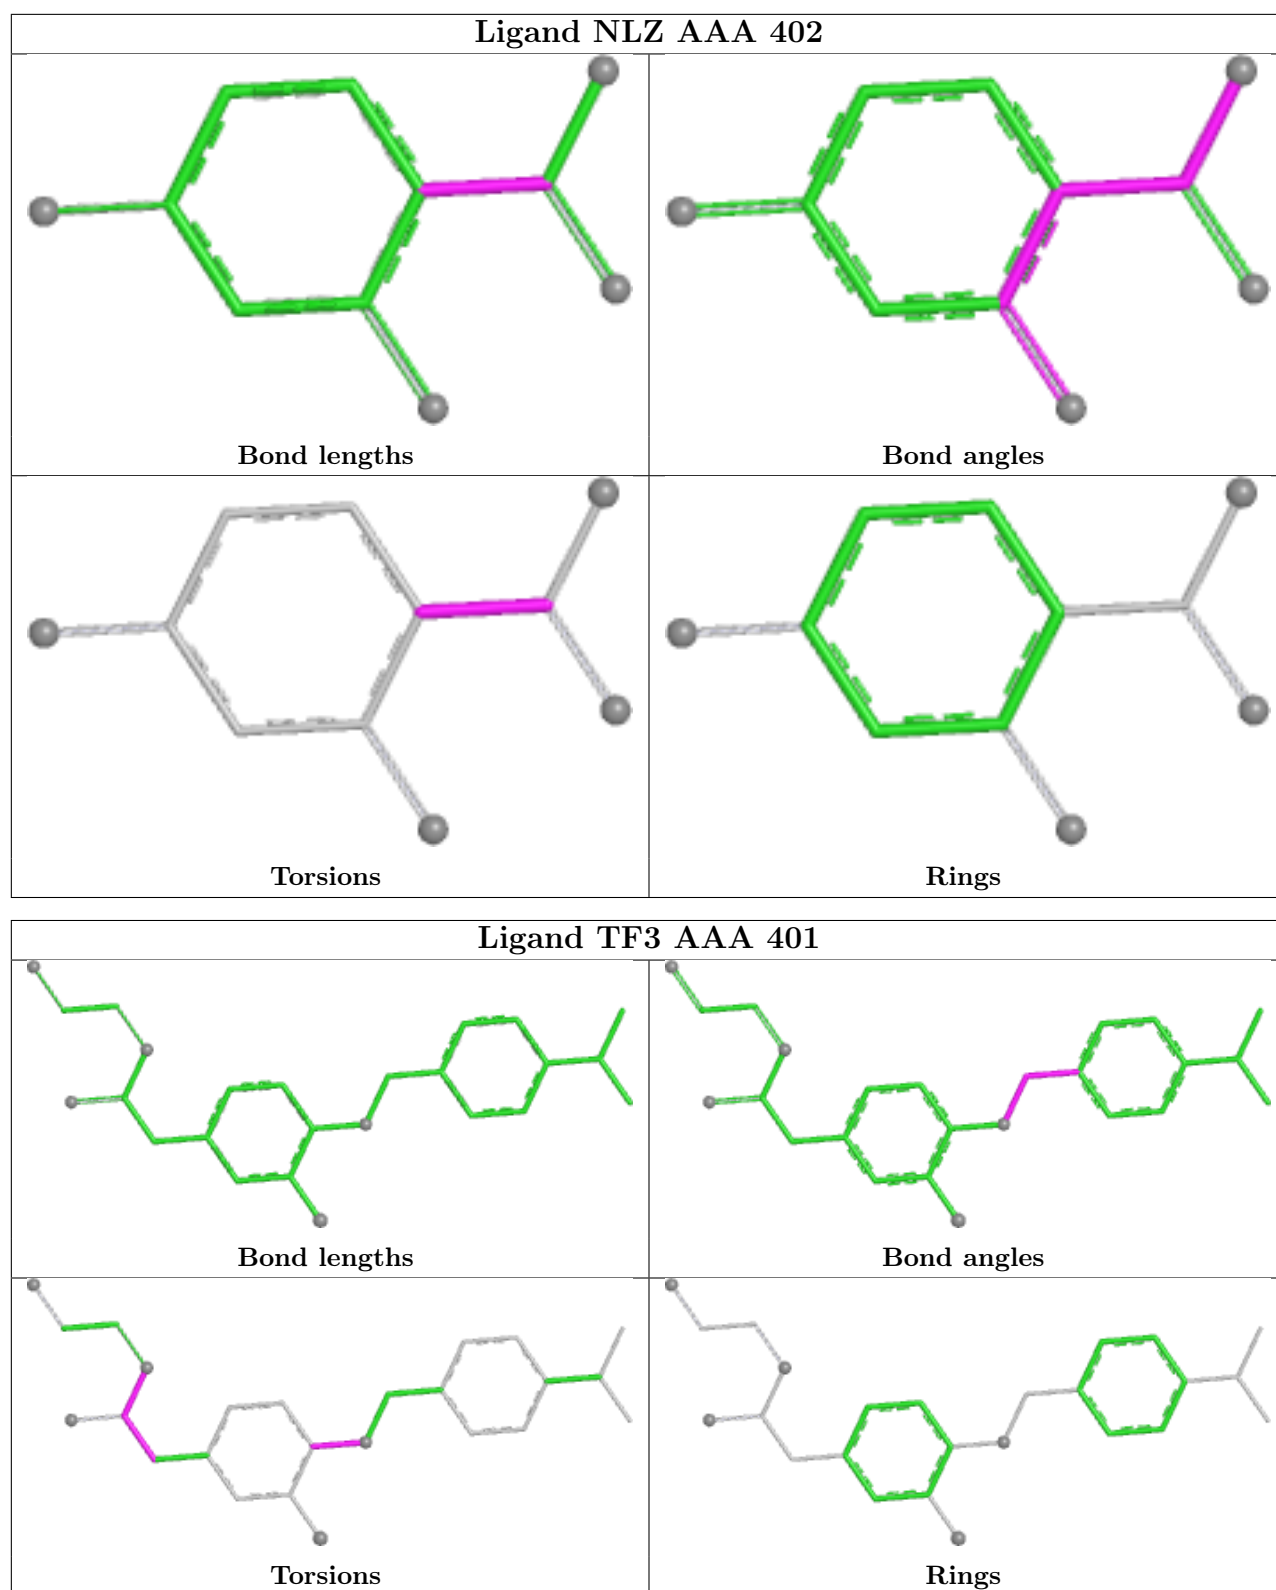 Ligand NLZ AAA 402
Bond lengths
Bond angles
Torsions
Rings
Ligand TF3 AAA 401
Bond lengths
Bond angles
Torsions
Rings